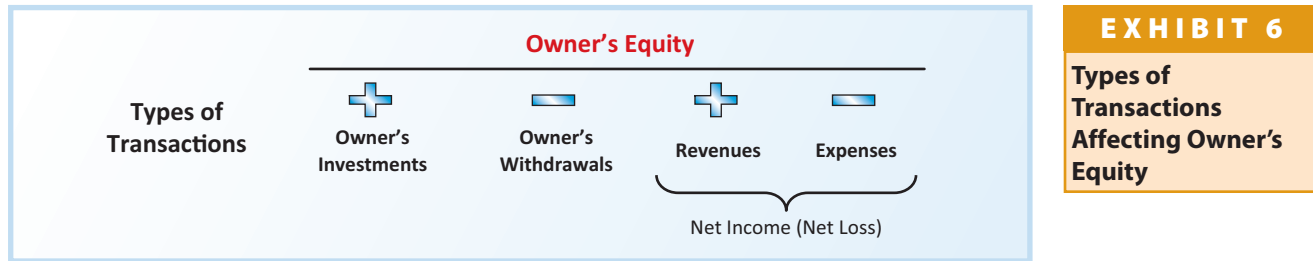 Owner's Equity
Types of
Transactions
Owner's
Investments
Owner's
Withdrawals
Revenues
Expenses
Net Income (Net Loss)
EXHIBIT 6
Types of
Transactions
Affecting Owner's
Equity